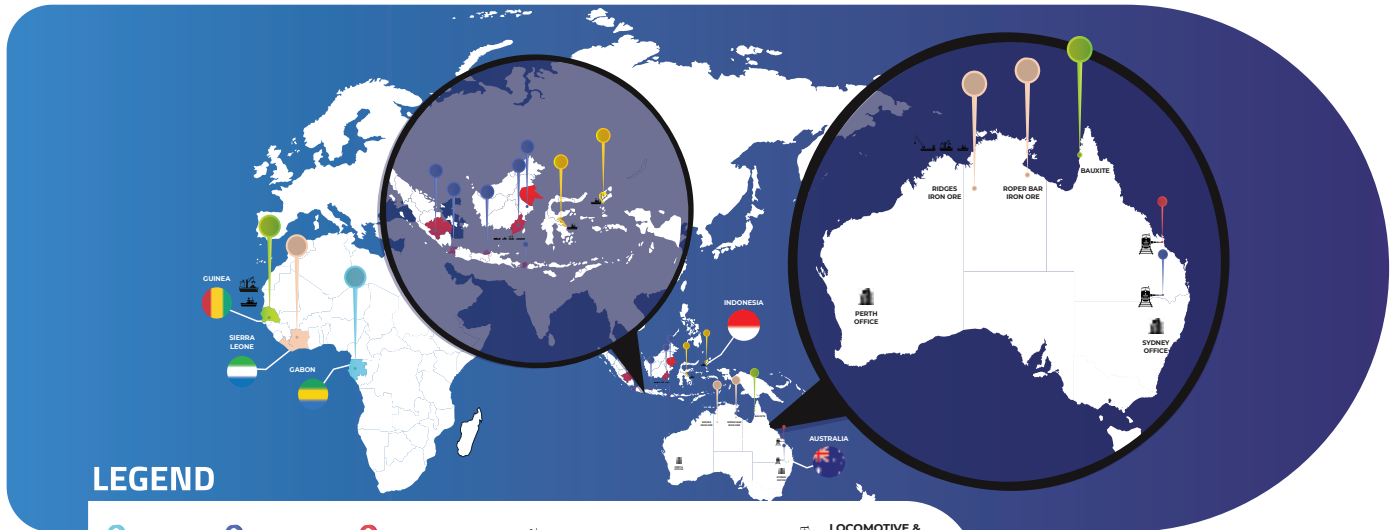 GUINEA
SIERRA
LEONE
GABON
INDONESIA
AUSTRALIA
RIDGES
IRON ORE
ROPER BAR
IRON ORE
BAUXITE
PERTH
OFFICE
SYDNEY
OFFICE
LEGEND
LOCOMOTIVE &